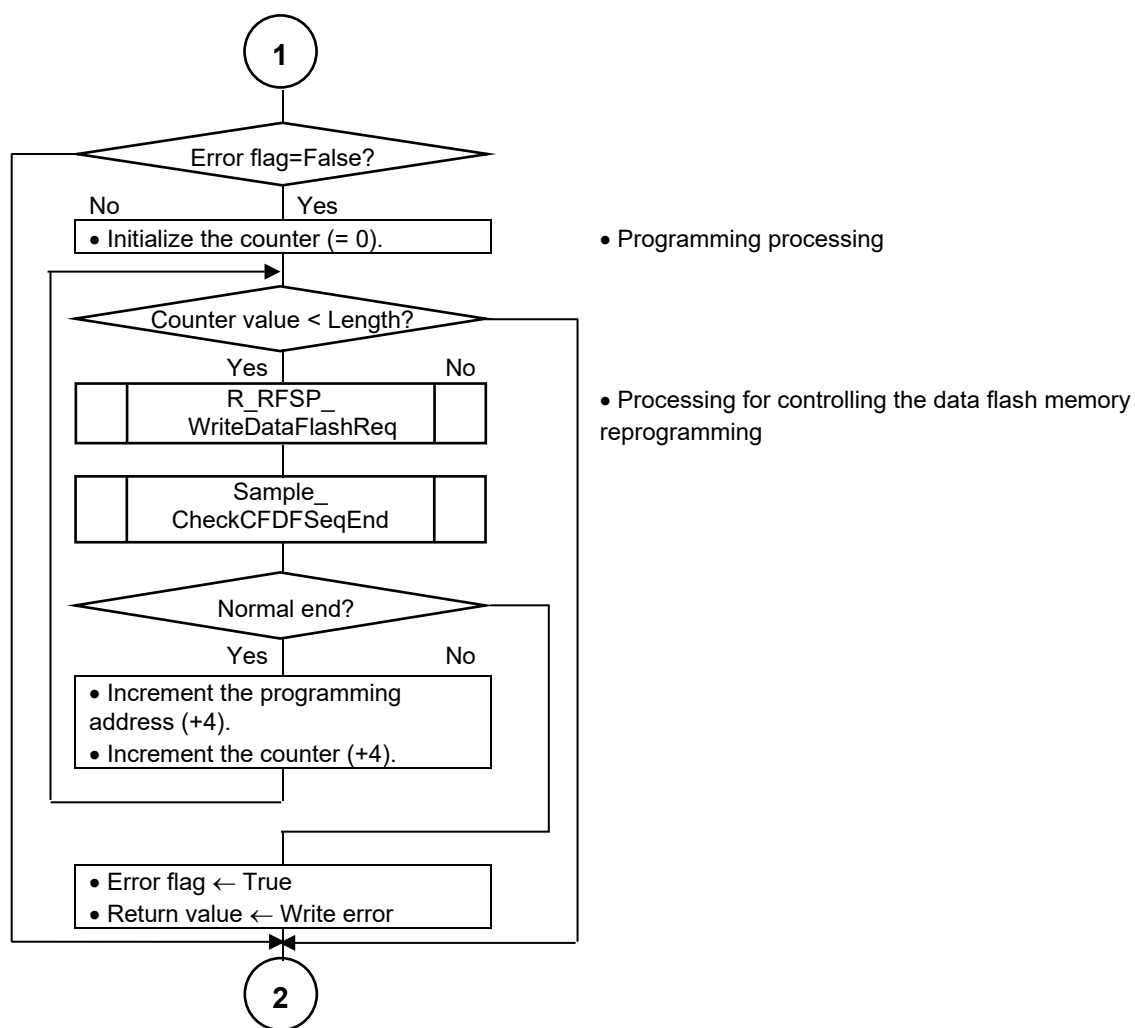 1
Error flag=False?
No
Yes
• Initialize the counter (= 0).
• Programming processing
Counter value < Length?
Yes
No
R_RFSP_
WriteDataFlashReq
• Processing for controlling the data flash memory
reprogramming
Sample_
CheckCFDFSeqEnd
Normal end?
Yes
No
• Increment the programming
address (+4).
• Increment the counter (+4).
• Error flag ← True
• Return value ← Write error
2